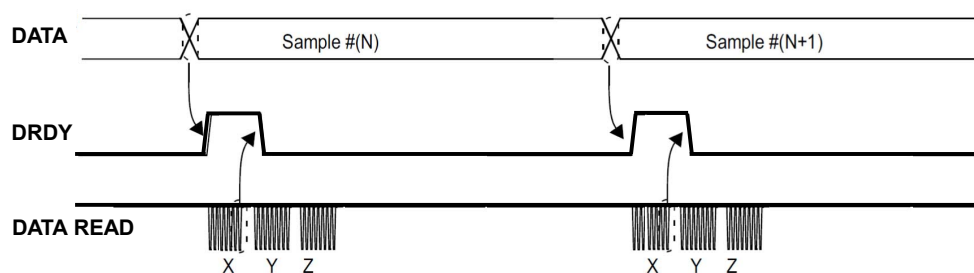 DATA
Sample #(N)
Sample #(N+1)
DRDY
DATA READ
X Y Z
X Y Z